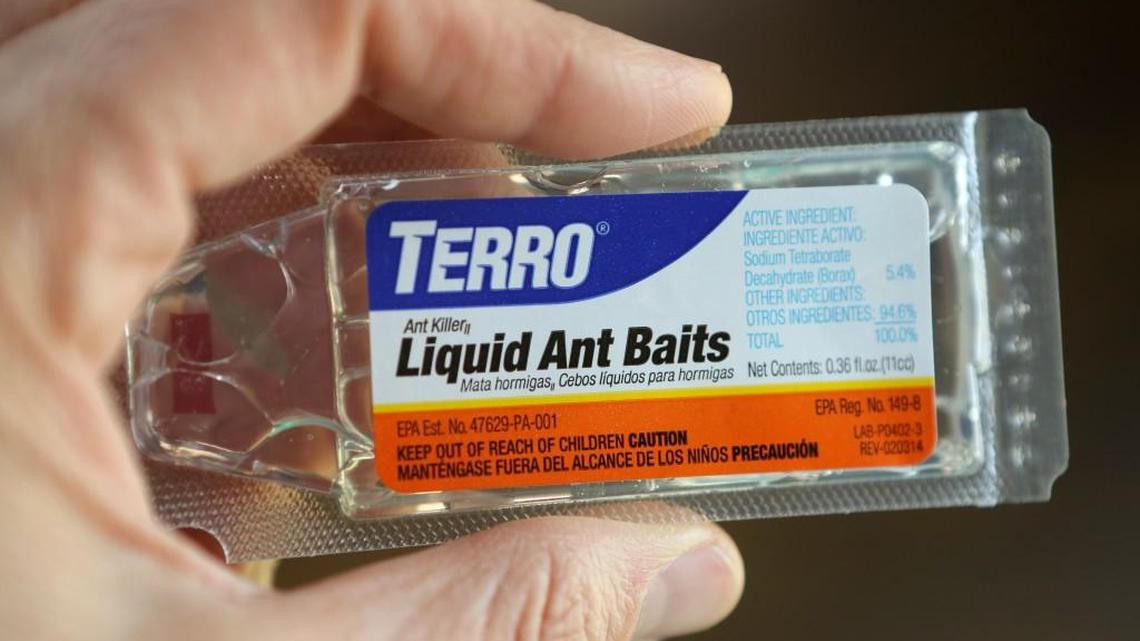 TERRO®
Ant Killer II
Liquid Ant Baits
Mata hormigas II, Cebos líquidos para hormigas
ACTIVE INGREDIENT:
INGREDIENTE ACTIVO:
Sodium Tetraborate
Decahydrate (Borax) 5.4%
OTHER INGREDIENTS:
OTROS INGREDIENTES: 94.6%
TOTAL 100.0%
Net Contents: 0.36 fl.oz.(11cc)
EPA Est. No. 47629-PA-001
KEEP OUT OF REACH OF CHILDREN CAUTION
MANTÉNGASE FUERA DEL ALCANCE DE LOS NIÑOS PRECAUCIÓN
EPA Reg. No. 149-8
LAB-P0402-3
REV-020314